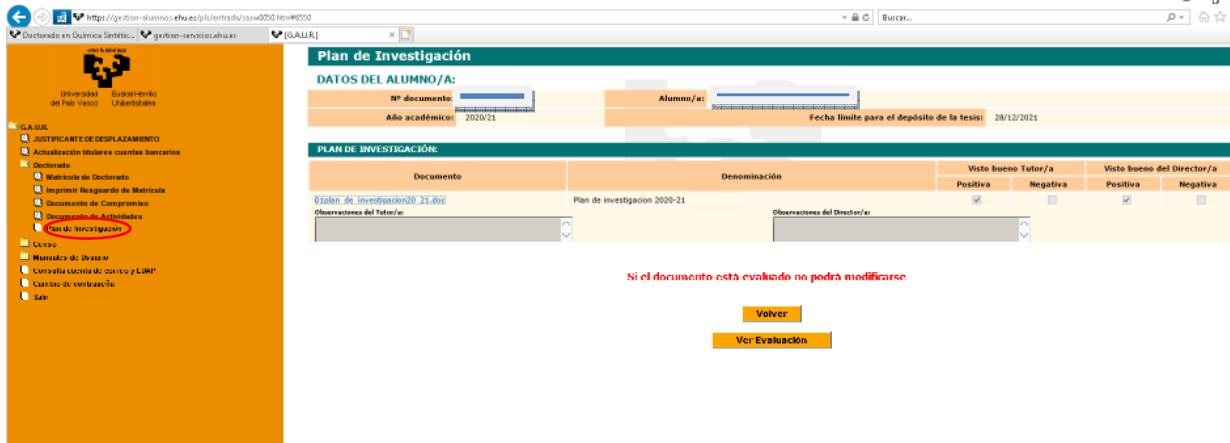 https://gestion-alumnos.ehu.es/pls/entrada/sasw0050.htm#6550
Buscar...
Doctorado en Química Sintétic...
gestion-servicios.ehu.es
[G.A.U.R.]
Universidad del País Vasco
Euskal Herriko Unibertsitatea
G.A.U.R.
JUSTIFICANTE DE DESPLAZAMIENTO
Actualización titulares cuentas bancarias
Doctorado
Matrícula de Doctorado
Imprimir Resguardo de Matrícula
Documento de Compromiso
Documento de Actividades
Plan de Investigación
Censo
Manuales de Usuario
Consulta cuenta de correo y LDAP
Cambio de contraseña
Salir
Plan de Investigación
DATOS DEL ALUMNO/A:
Nº documento:
Alumno/a:
Año académico: 2020/21
Fecha límite para el depósito de la tesis: 28/12/2021
PLAN DE INVESTIGACIÓN:
Documento
Denominación
Visto bueno Tutor/a
Visto bueno del Director/a
Positiva
Negativa
Positiva
Negativa
Plan de investigacion 2020-21
Observaciones del Tutor/a:
Observaciones del Director/a:
Si el documento está evaluado no podrá modificarse
Volver
Ver Evaluación